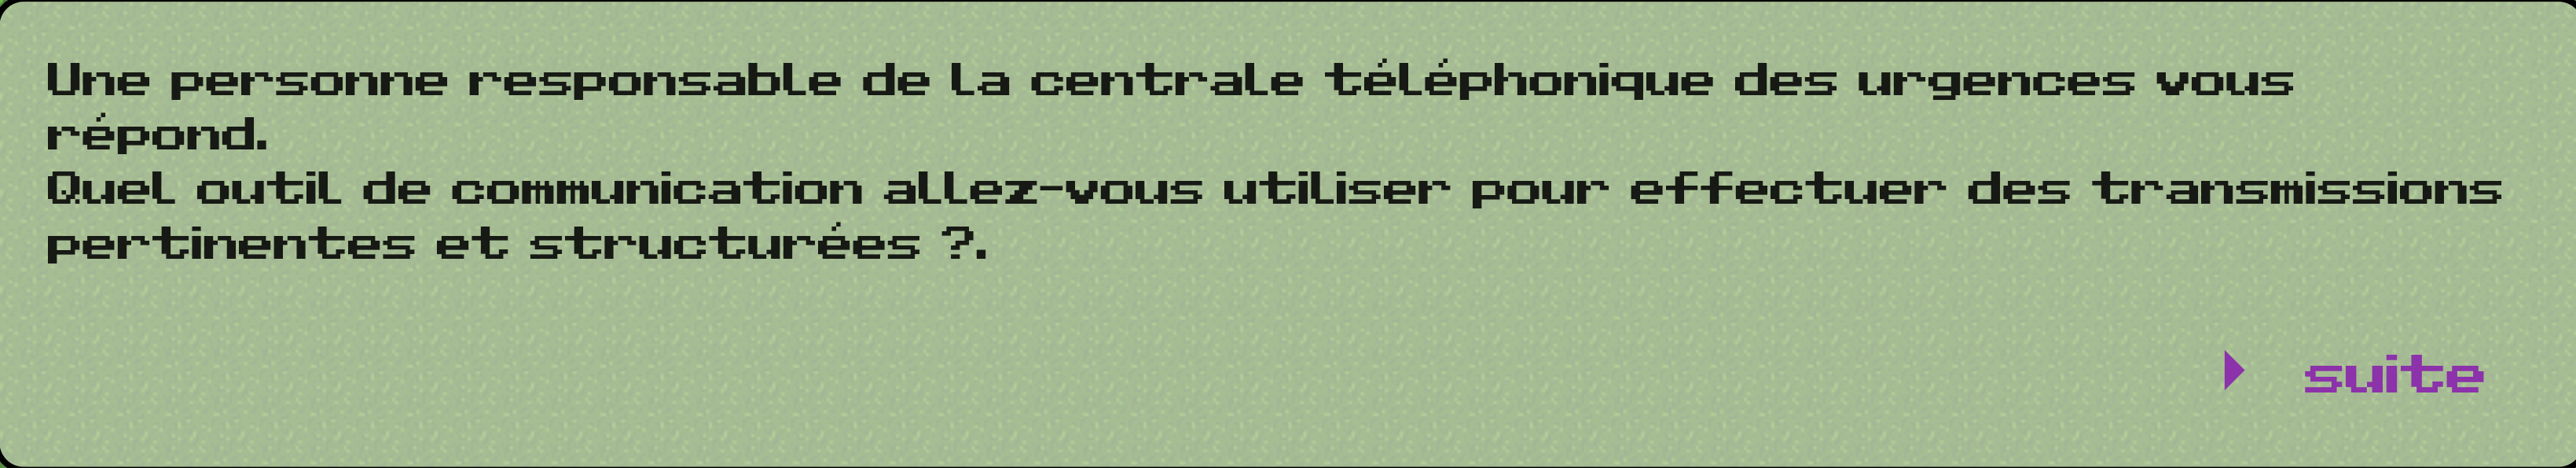 Une personne responsable de la centrale téléphonique des urgences vous
répond.
Quel outil de communication allez-vous utiliser pour effectuer des transmissions
pertinentes et structurées ?.
suite